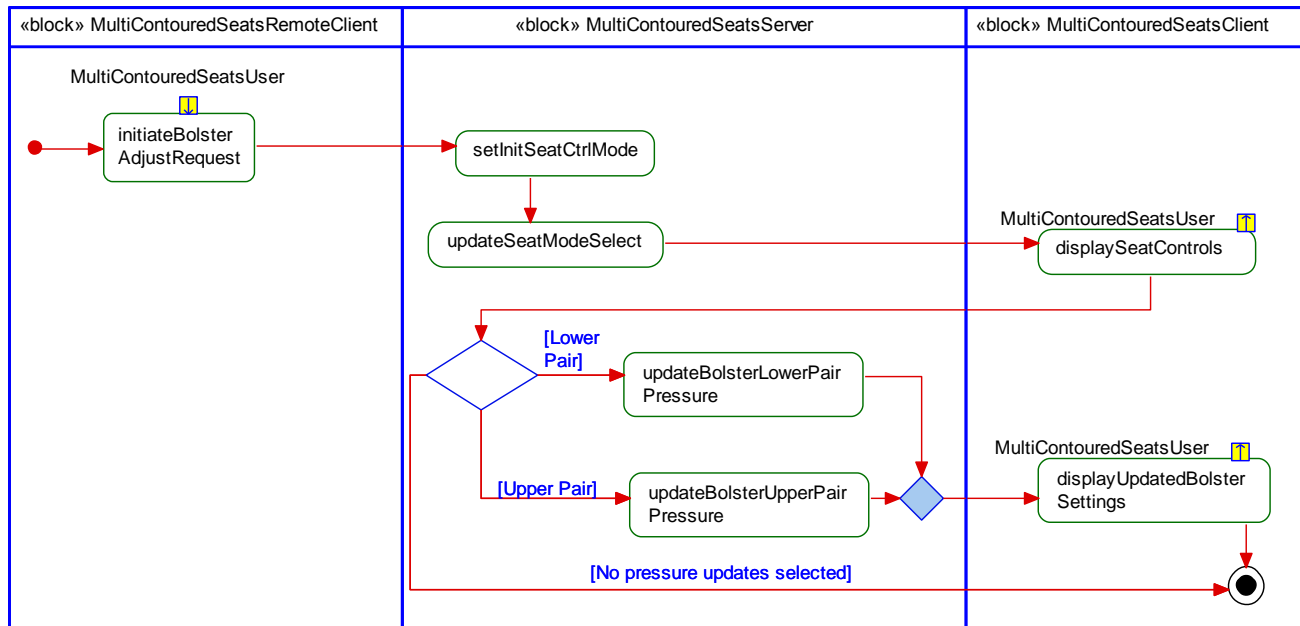 «block» MultiContouredSeatsRemoteClient
«block» MultiContouredSeatsServer
«block» MultiContouredSeatsClient
MultiContouredSeatsUser
initiateBolster
AdjustRequest
setInitSeatCtrlMode
updateSeatModeSelect
MultiContouredSeatsUser
displaySeatControls
[Lower
Pair]
updateBolsterLowerPair
Pressure
[Upper Pair]
updateBolsterUpperPair
Pressure
MultiContouredSeatsUser
displayUpdatedBolster
Settings
[No pressure updates selected]